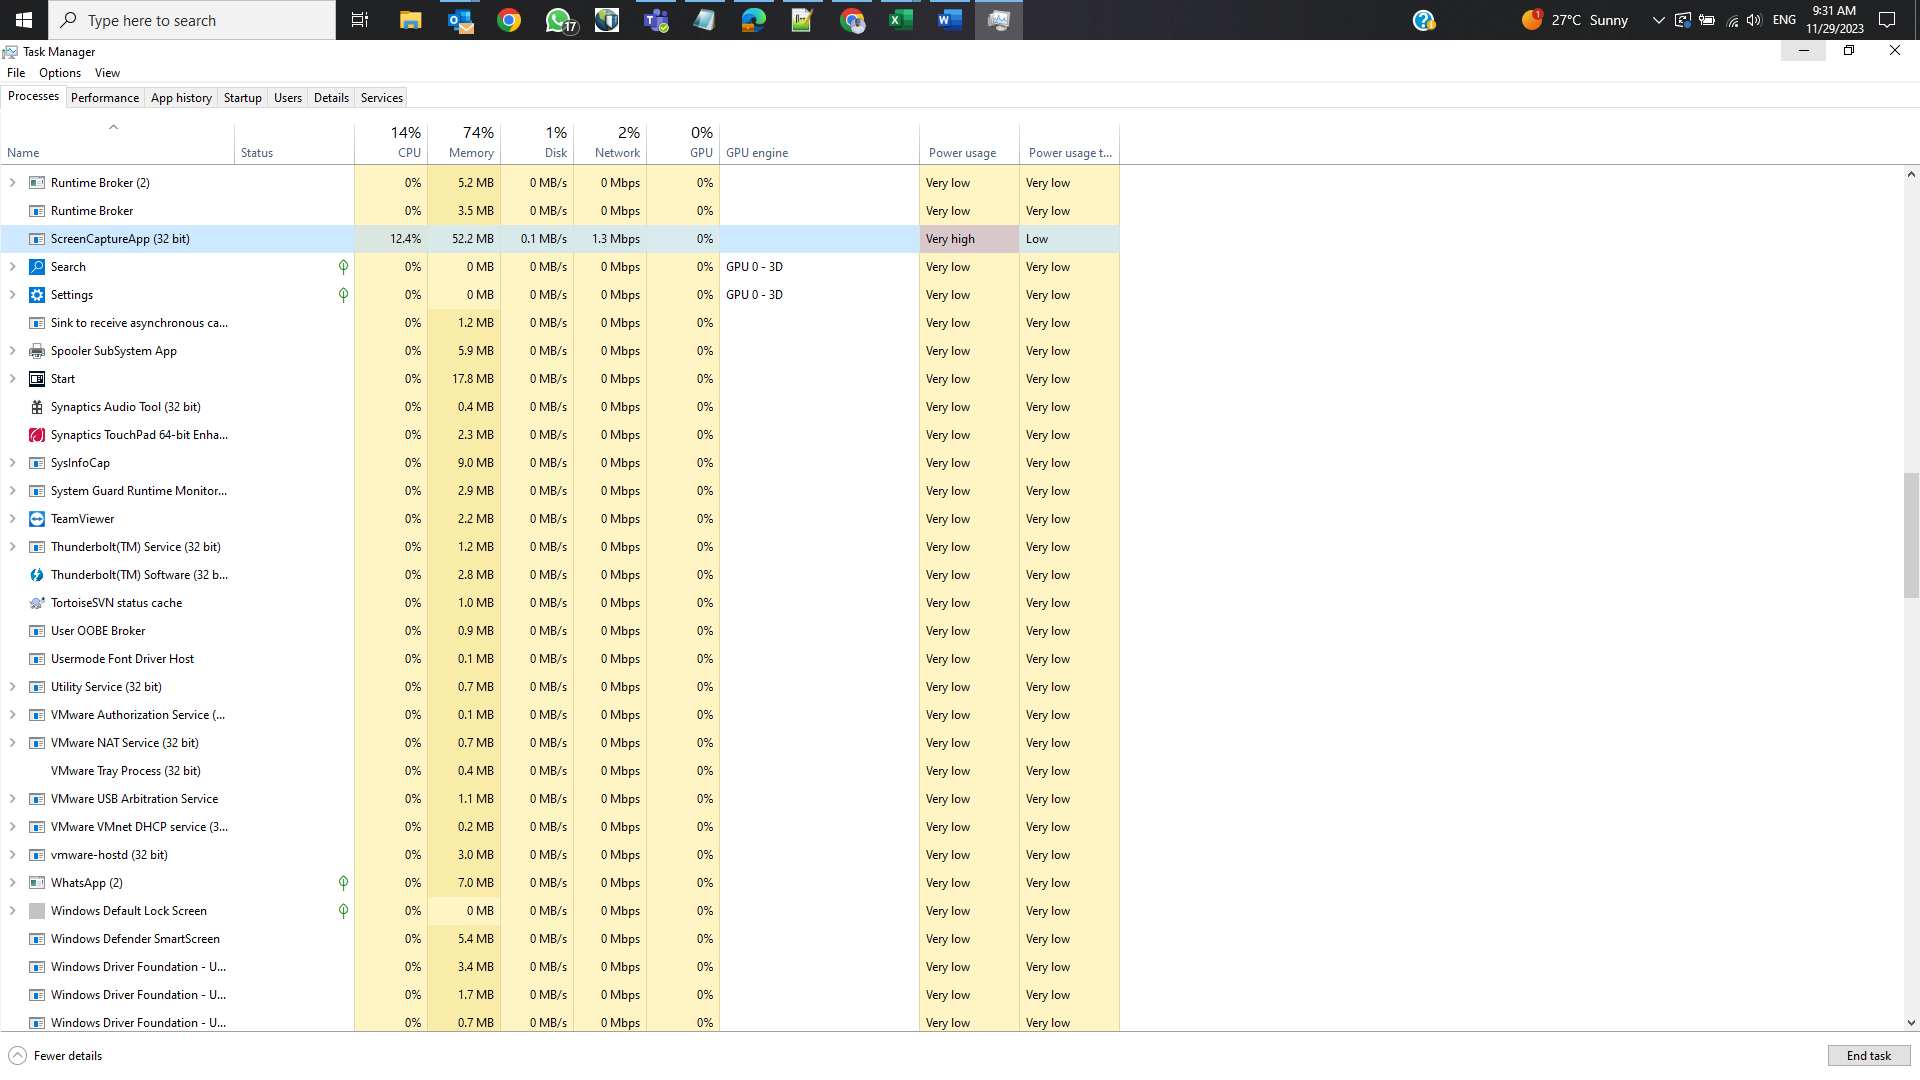 Type here to search
17
1
27°C Sunny
ENG
9:31 AM
11/29/2023
Task Manager
File Options View
Processes Performance App history Startup Users Details Services
14% 74% 1% 2% 0%
Name Status CPU Memory Disk Network GPU GPU engine Power usage Power usage t...
Runtime Broker (2) 0% 5.2 MB 0 MB/s 0 Mbps 0% Very low Very low
Runtime Broker 0% 3.5 MB 0 MB/s 0 Mbps 0% Very low Very low
ScreenCaptureApp (32 bit) 12.4% 52.2 MB 0.1 MB/s 1.3 Mbps 0% Very high Low
Search 0% 0 MB 0 MB/s 0 Mbps 0% GPU 0 - 3D Very low Very low
Settings 0% 0 MB 0 MB/s 0 Mbps 0% GPU 0 - 3D Very low Very low
Sink to receive asynchronous ca... 0% 1.2 MB 0 MB/s 0 Mbps 0% Very low Very low
Spooler SubSystem App 0% 5.9 MB 0 MB/s 0 Mbps 0% Very low Very low
Start 0% 17.8 MB 0 MB/s 0 Mbps 0% Very low Very low
Synaptics Audio Tool (32 bit) 0% 0.4 MB 0 MB/s 0 Mbps 0% Very low Very low
Synaptics TouchPad 64-bit Enha... 0% 2.3 MB 0 MB/s 0 Mbps 0% Very low Very low
SysInfoCap 0% 9.0 MB 0 MB/s 0 Mbps 0% Very low Very low
System Guard Runtime Monitor... 0% 2.9 MB 0 MB/s 0 Mbps 0% Very low Very low
TeamViewer 0% 2.2 MB 0 MB/s 0 Mbps 0% Very low Very low
Thunderbolt(TM) Service (32 bit) 0% 1.2 MB 0 MB/s 0 Mbps 0% Very low Very low
Thunderbolt(TM) Software (32 b... 0% 2.8 MB 0 MB/s 0 Mbps 0% Very low Very low
TortoiseSVN status cache 0% 1.0 MB 0 MB/s 0 Mbps 0% Very low Very low
User OOBE Broker 0% 0.9 MB 0 MB/s 0 Mbps 0% Very low Very low
Usermode Font Driver Host 0% 0.1 MB 0 MB/s 0 Mbps 0% Very low Very low
Utility Service (32 bit) 0% 0.7 MB 0 MB/s 0 Mbps 0% Very low Very low
VMware Authorization Service (... 0% 0.1 MB 0 MB/s 0 Mbps 0% Very low Very low
VMware NAT Service (32 bit) 0% 0.7 MB 0 MB/s 0 Mbps 0% Very low Very low
VMware Tray Process (32 bit) 0% 0.4 MB 0 MB/s 0 Mbps 0% Very low Very low
VMware USB Arbitration Service 0% 1.1 MB 0 MB/s 0 Mbps 0% Very low Very low
VMware VMnet DHCP service (3... 0% 0.2 MB 0 MB/s 0 Mbps 0% Very low Very low
vmware-hostd (32 bit) 0% 3.0 MB 0 MB/s 0 Mbps 0% Very low Very low
WhatsApp (2) 0% 7.0 MB 0 MB/s 0 Mbps 0% Very low Very low
Windows Default Lock Screen 0% 0 MB 0 MB/s 0 Mbps 0% Very low Very low
Windows Defender SmartScreen 0% 5.4 MB 0 MB/s 0 Mbps 0% Very low Very low
Windows Driver Foundation - U... 0% 3.4 MB 0 MB/s 0 Mbps 0% Very low Very low
Windows Driver Foundation - U... 0% 1.7 MB 0 MB/s 0 Mbps 0% Very low Very low
Windows Driver Foundation - U... 0% 0.7 MB 0 MB/s 0 Mbps 0% Very low Very low
Fewer details
End task